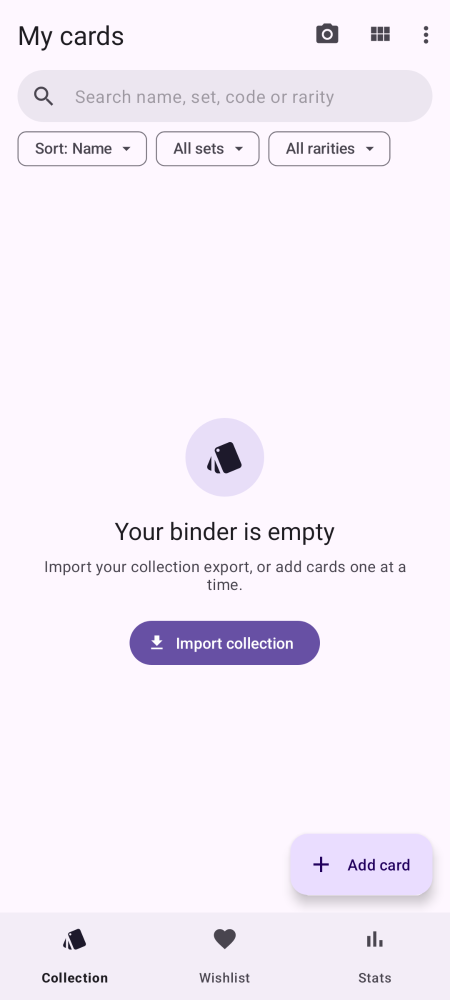 My cards
Search name, set, code or rarity
Sort: Name
All sets
All rarities
Your binder is empty
Import your collection export, or add cards one at a
time.
Import collection
Add card
Collection
Wishlist
Stats